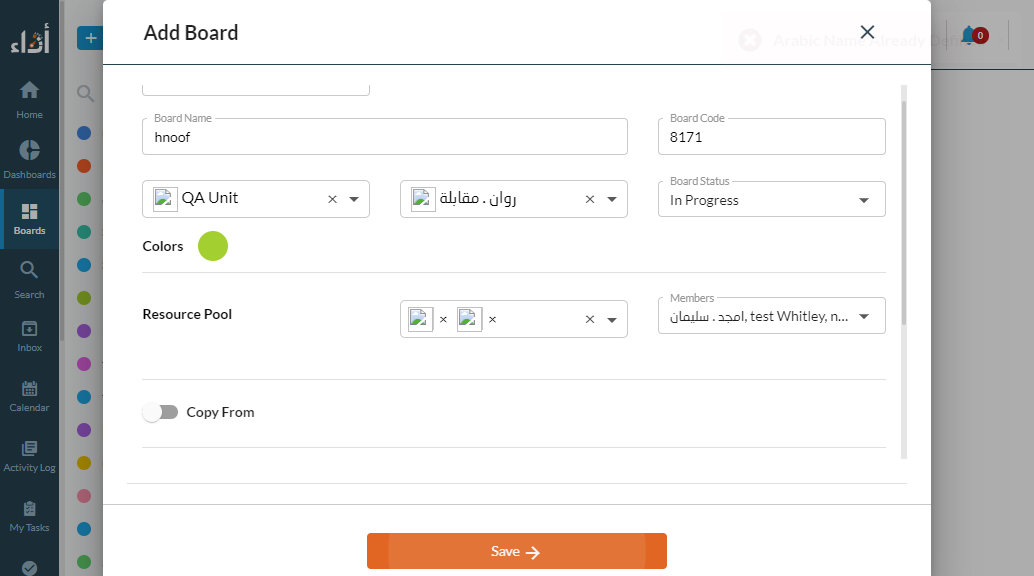 أداء
Home
Dashboards
Boards
Search
Inbox
Calendar
Activity Log
My Tasks
+
Add Board
Arabic Name Already Defi
0
Board Name
hnoof
Board Code
8171
QA Unit
روان . مقابلة
Board Status
In Progress
Colors
Resource Pool
Members
امجد . سليمان, test Whitley, n...
Copy From
Save